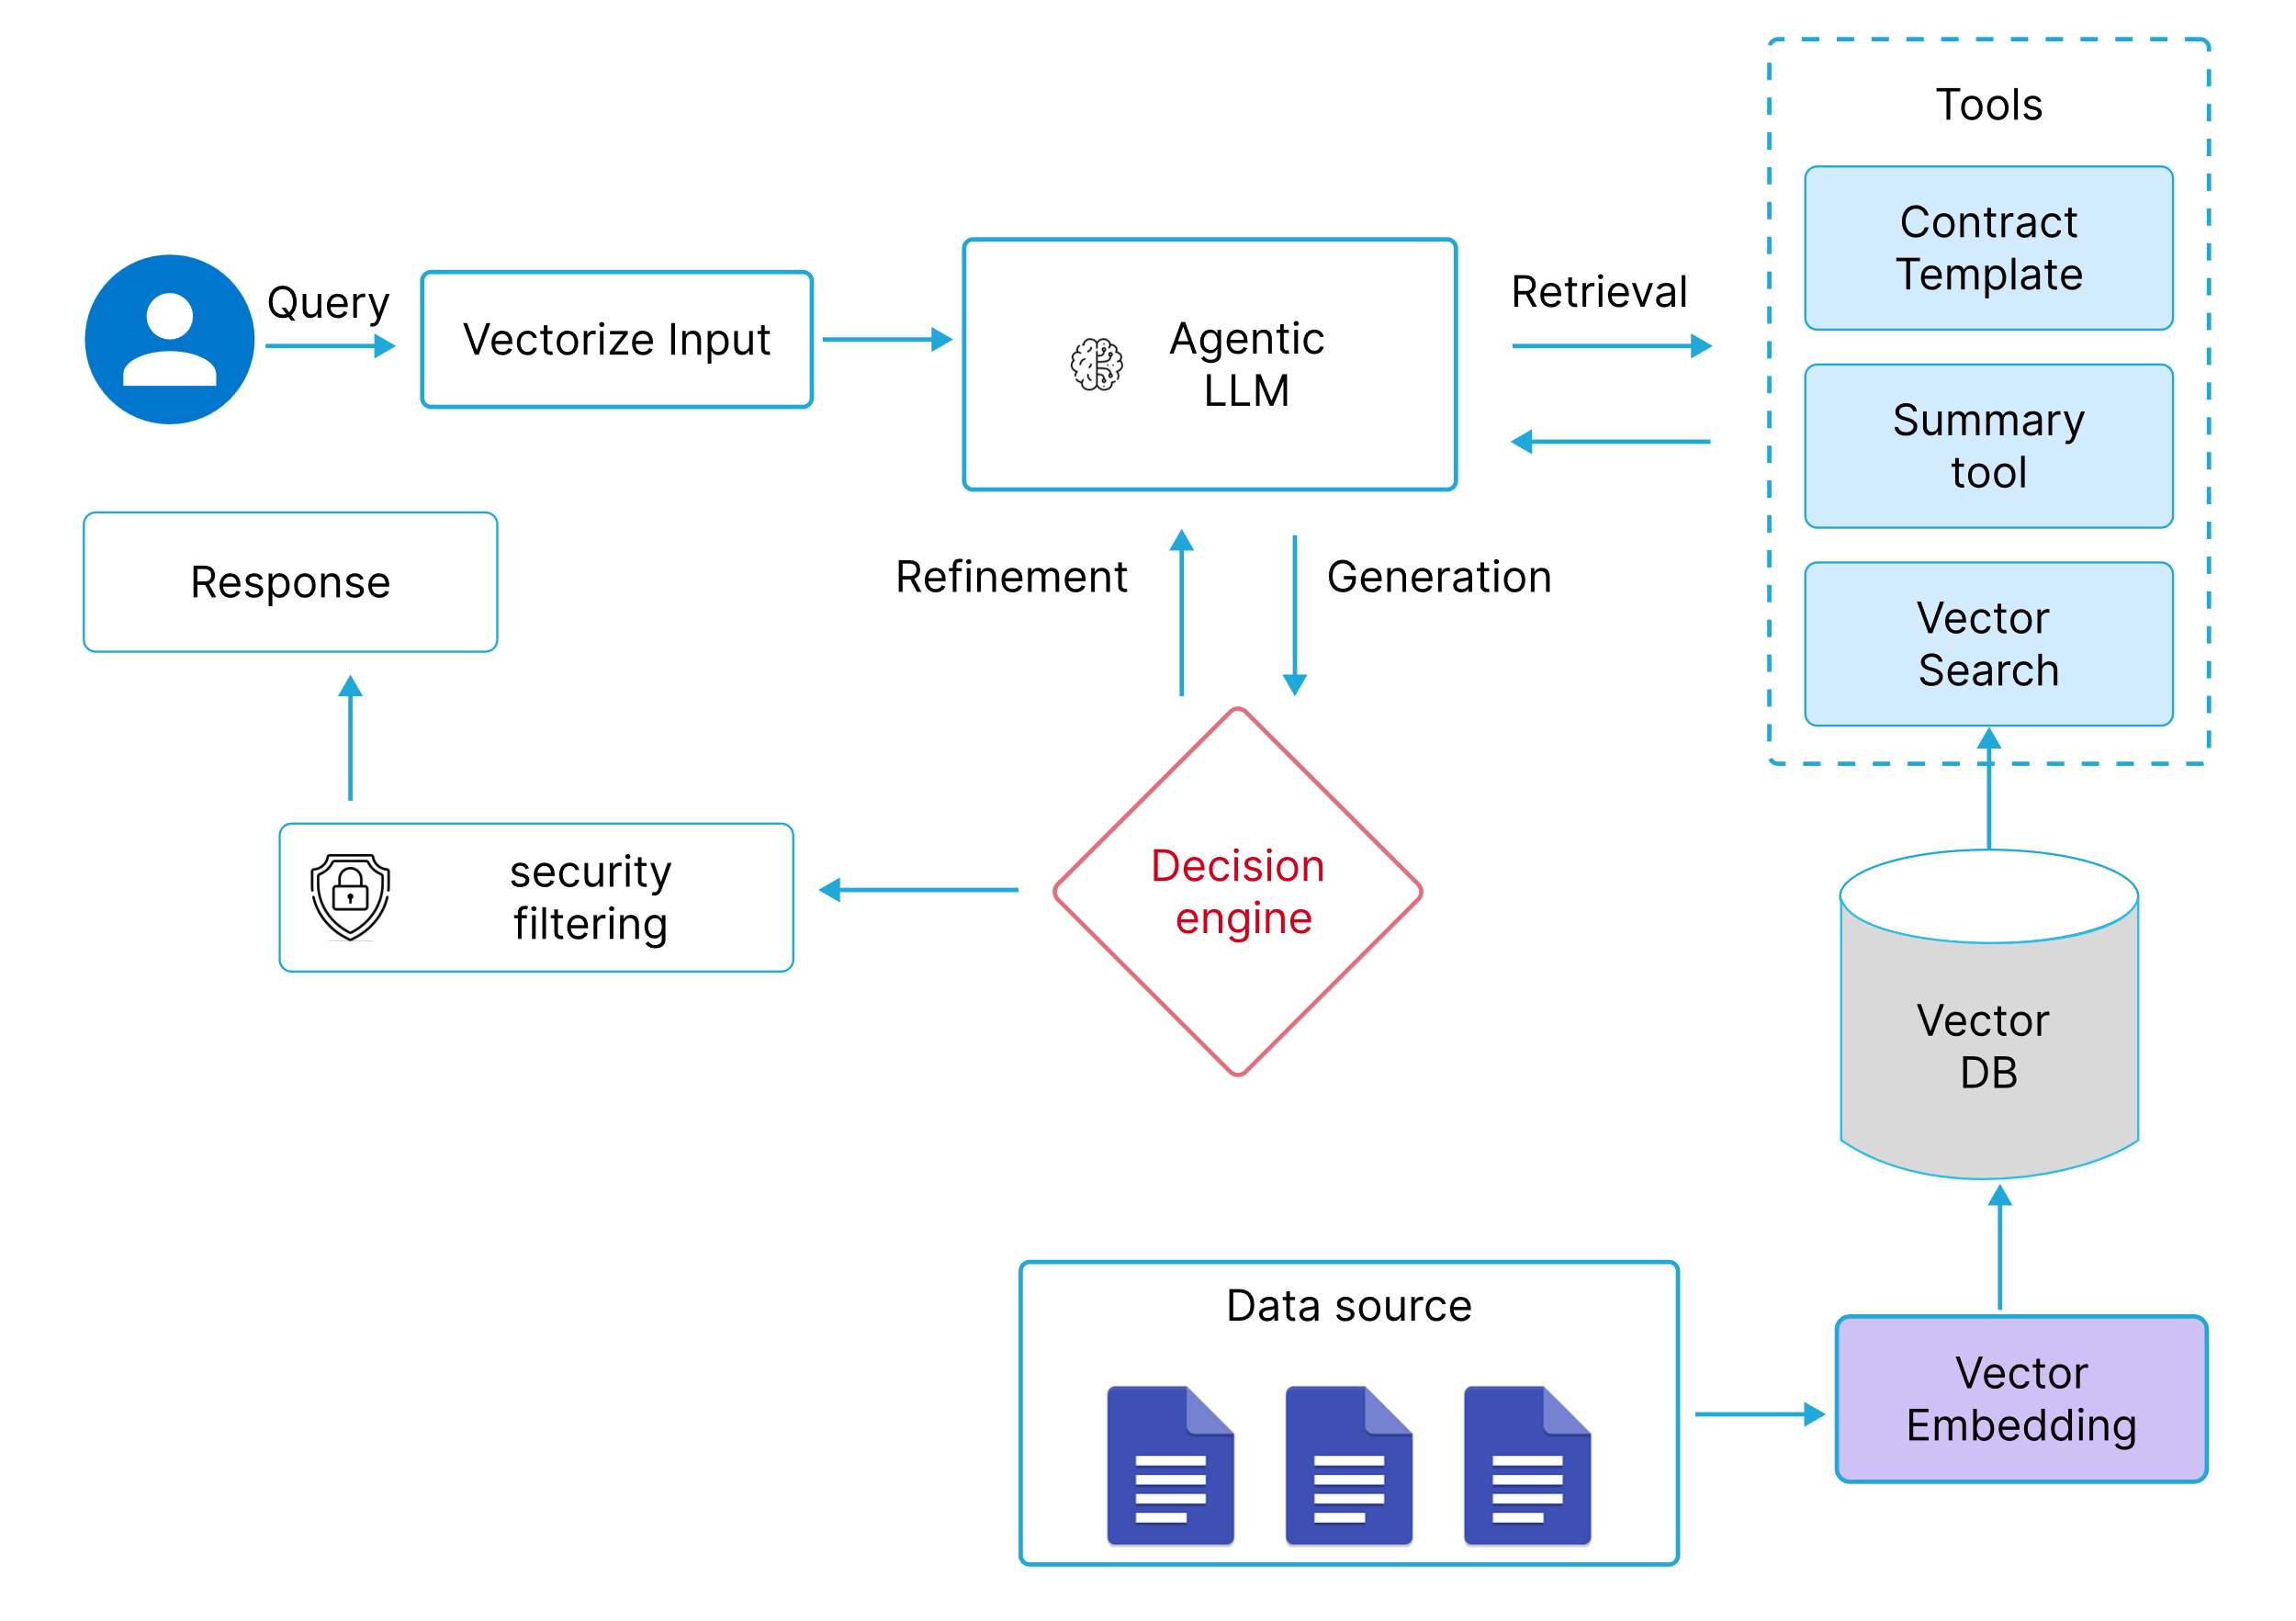 Tools
Contract
Template
Query
Vectorize Input
Agentic
LLM
Retrieval
Summary
tool
Response
Refinement
Generation
Vector
Search
security
filtering
Decision
engine
Vector
DB
Data source
Vector
Embedding